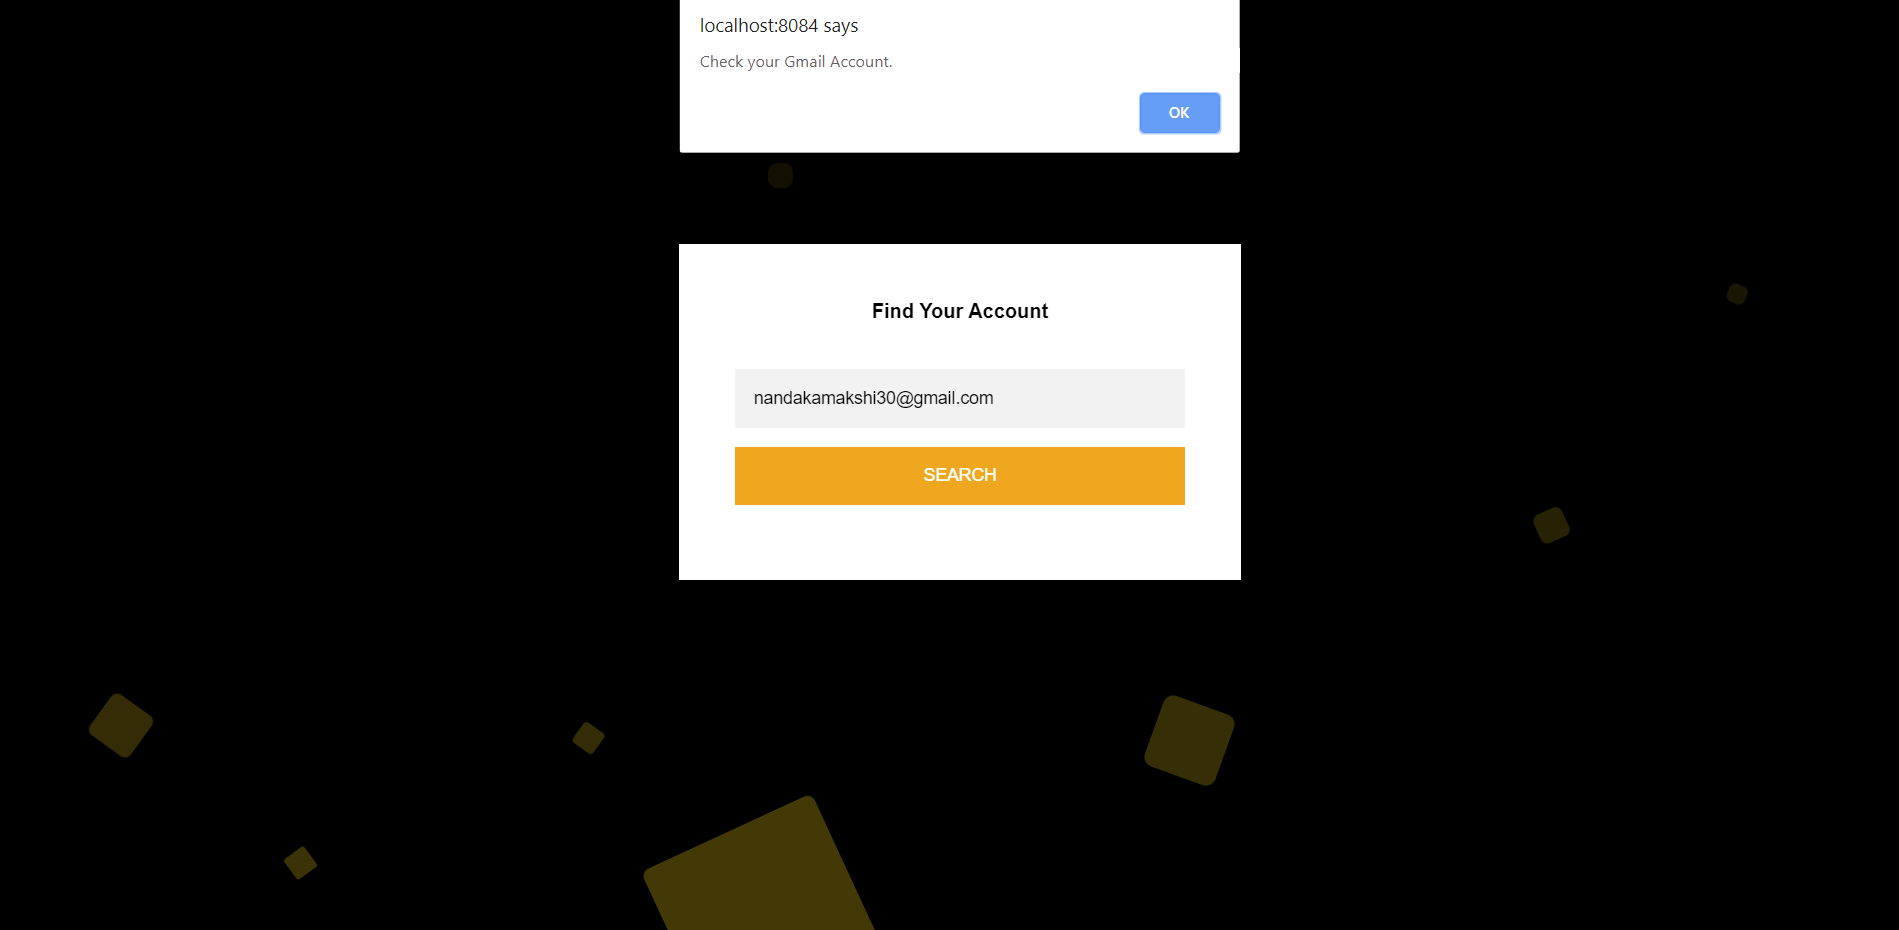 localhost:8084 says
Check your Gmail Account.
OK
Find Your Account
nandakamakshi30@gmail.com
SEARCH